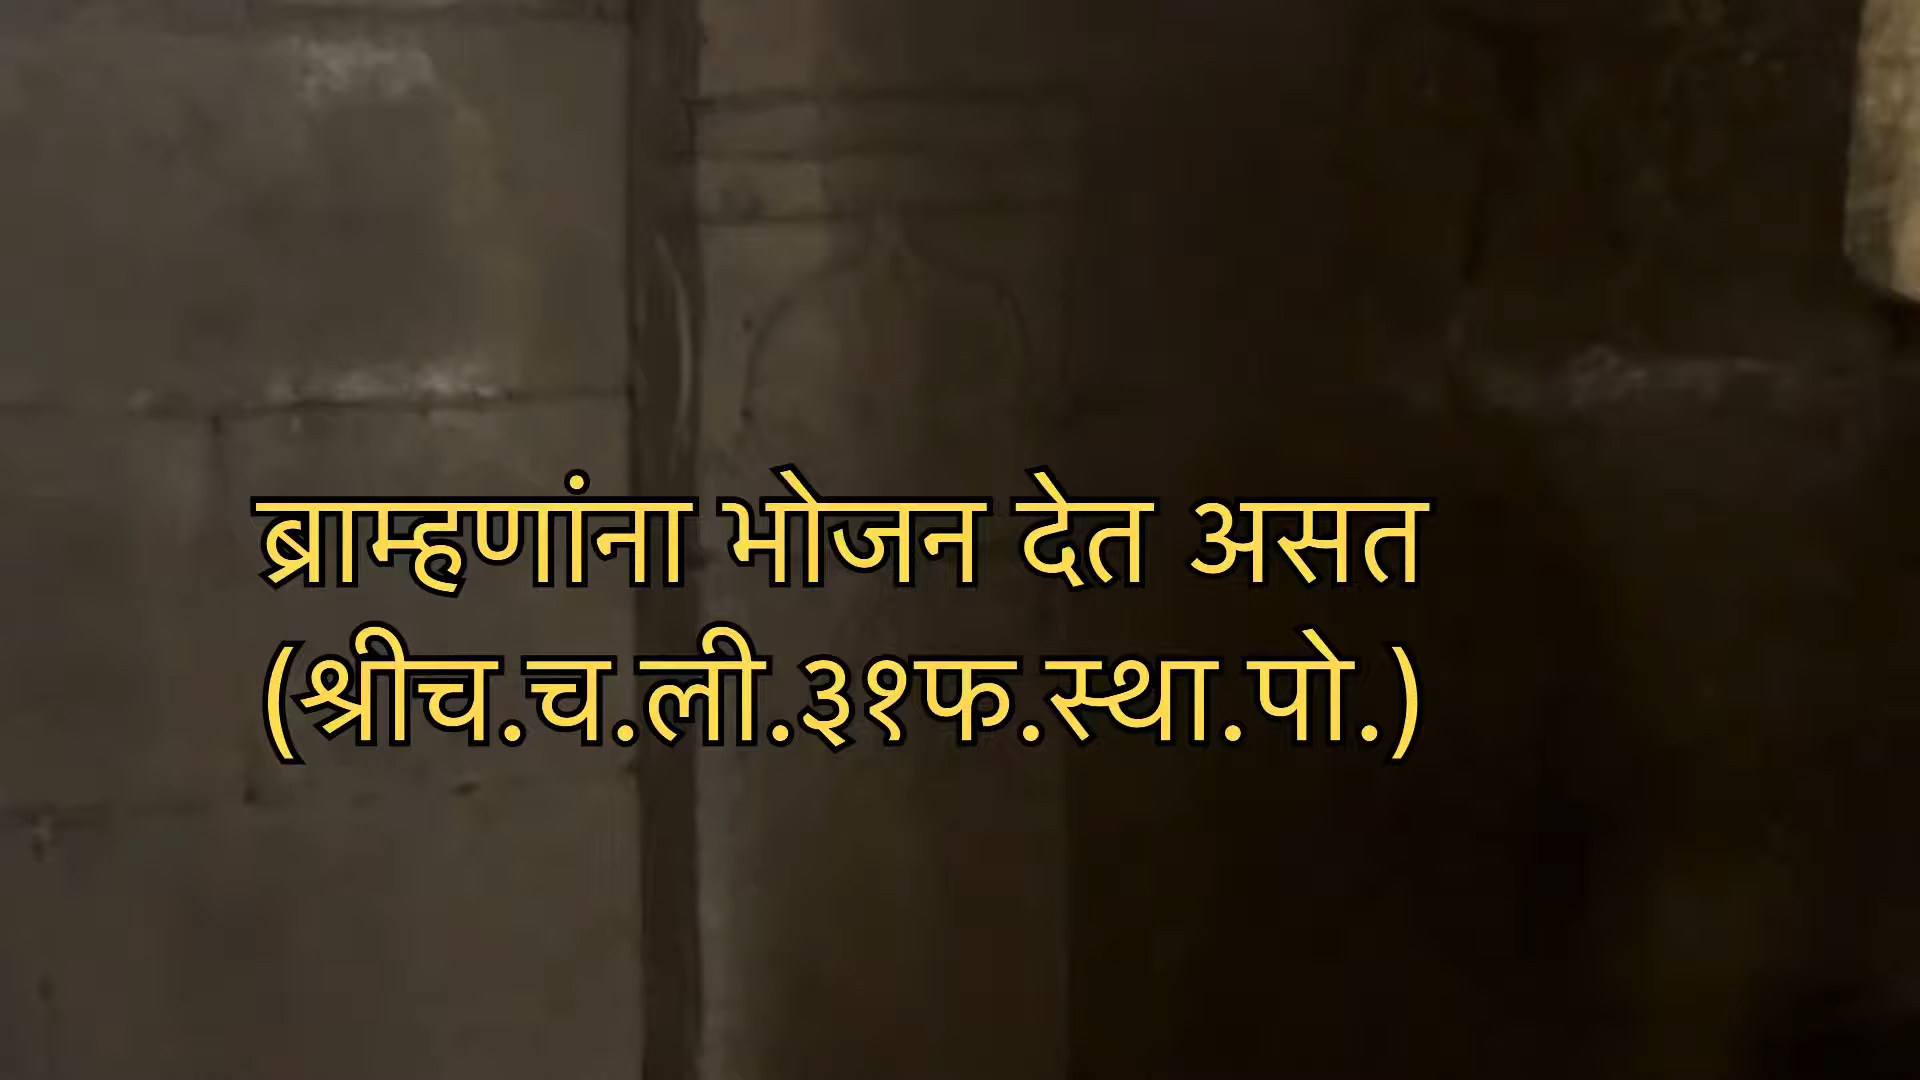 ब्राम्हणांना भोजन देत असत
(श्रीच.च.ली.३१फ.स्था.पो.)